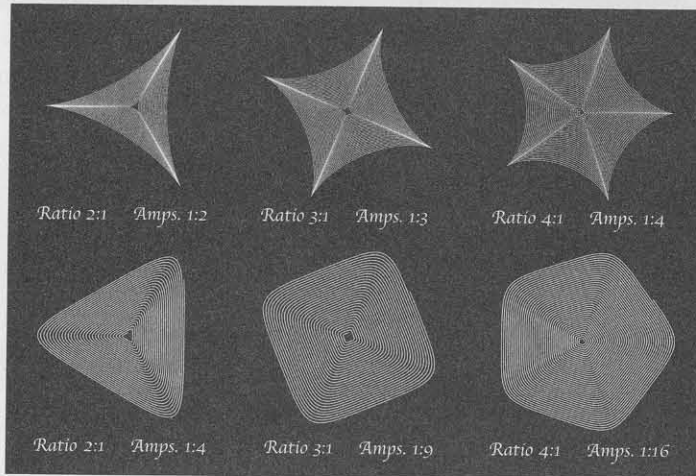 Ratio 2:1 Amps. 1:2
Ratio 3:1 Amps. 1:3
Ratio 4:1 Amps. 1:4
Ratio 2:1 Amps. 1:4
Ratio 3:1 Amps. 1:9
Ratio 4:1 Amps. 1:16